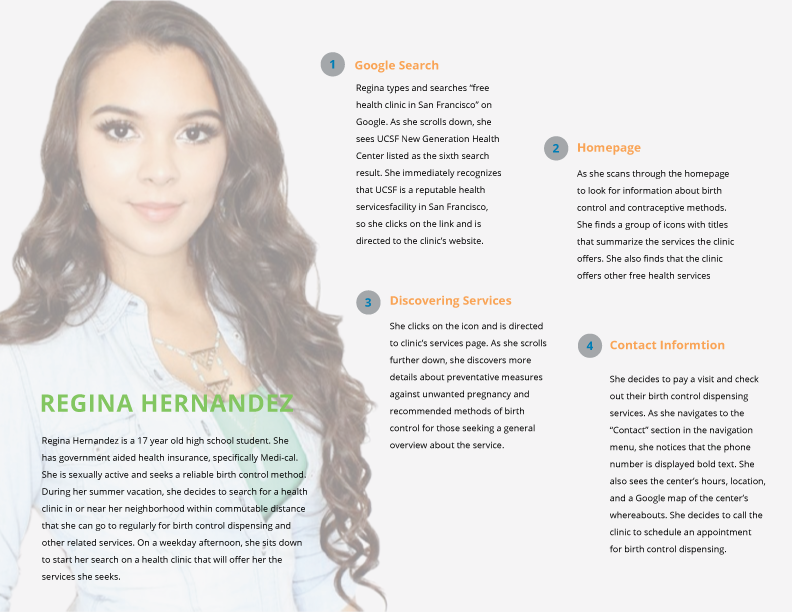 1
Google Search
Regina types and searches “free
health clinic in San Francisco” on
Google. As she scrolls down, she
sees UCSF New Generation Health
Center listed as the sixth search
result. She immediately recognizes
that UCSF is a reputable health
servicesfacility in San Francisco,
so she clicks on the link and is
directed to the clinic’s website.
2
Homepage
As she scans through the homepage
to look for information about birth
control and contraceptive methods.
She finds a group of icons with titles
that summarize the services the clinic
offers. She also finds that the clinic
offers other free health services
3
Discovering Services
She clicks on the icon and is directed
to clinic’s services page. As she scrolls
further down, she discovers more
details about preventative measures
against unwanted pregnancy and
recommended methods of birth
control for those seeking a general
overview about the service.
4
Contact Informtion
She decides to pay a visit and check
out their birth control dispensing
services. As she navigates to the
“Contact” section in the navigation
menu, she notices that the phone
number is displayed bold text. She
also sees the center’s hours, location,
and a Google map of the center’s
whereabouts. She decides to call the
clinic to schedule an appointment
for birth control dispensing.
REGINA HERNANDEZ
Regina Hernandez is a 17 year old high school student. She
has government aided health insurance, specifically Medi-cal.
She is sexually active and seeks a reliable birth control method.
During her summer vacation, she decides to search for a health
clinic in or near her neighborhood within commutable distance
that she can go to regularly for birth control dispensing and
other related services. On a weekday afternoon, she sits down
to start her search on a health clinic that will offer her the
services she seeks.